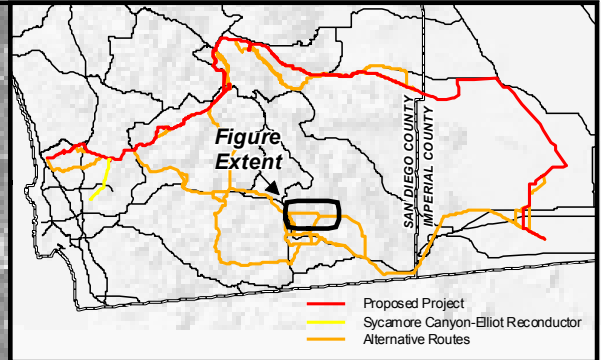 Figure
Extent
SAN DIEGO COUNTY
IMPERIAL COUNTY
Proposed Project
Sycamore Canyon-Elliot Reconductor
Alternative Routes